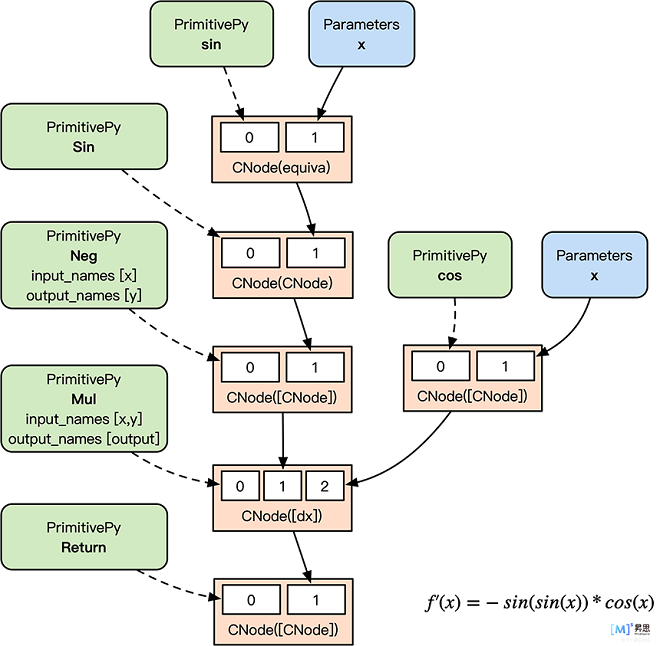 PrimitivePy
sin
Parameters
x
0
1
CNode(equiva)
PrimitivePy
Sin
0
1
CNode(CNode)
PrimitivePy
Neg
input_names [x]
output_names [y]
PrimitivePy
cos
Parameters
x
0
1
CNode([CNode])
0
1
CNode([CNode])
PrimitivePy
Mul
input_names [x,y]
output_names [output]
0
1
2
CNode([dx])
PrimitivePy
Return
0
1
CNode([CNode])
f′(x) = − sin(sin(x)) * cos(x)
[M]ˢ 昇思